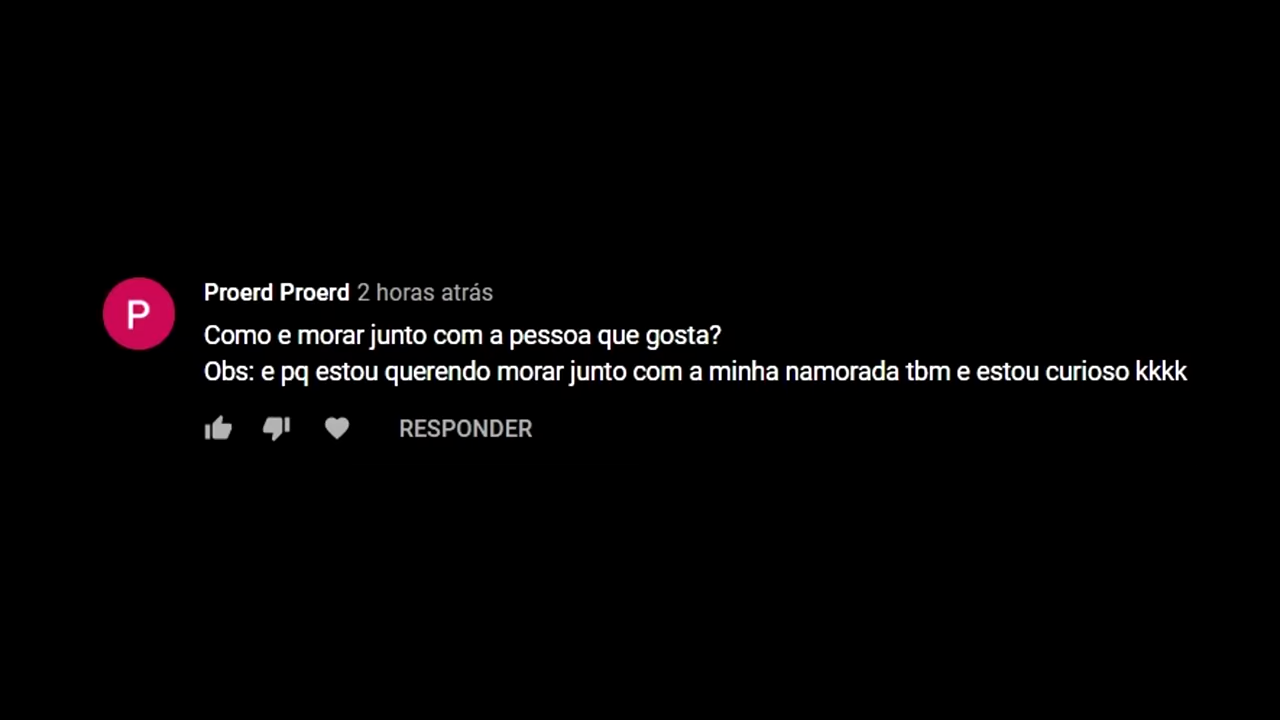 P
Proerd Proerd 2 horas atrás
Como e morar junto com a pessoa que gosta?
Obs: e pq estou querendo morar junto com a minha namorada tbm e estou curioso kkkk
RESPONDER